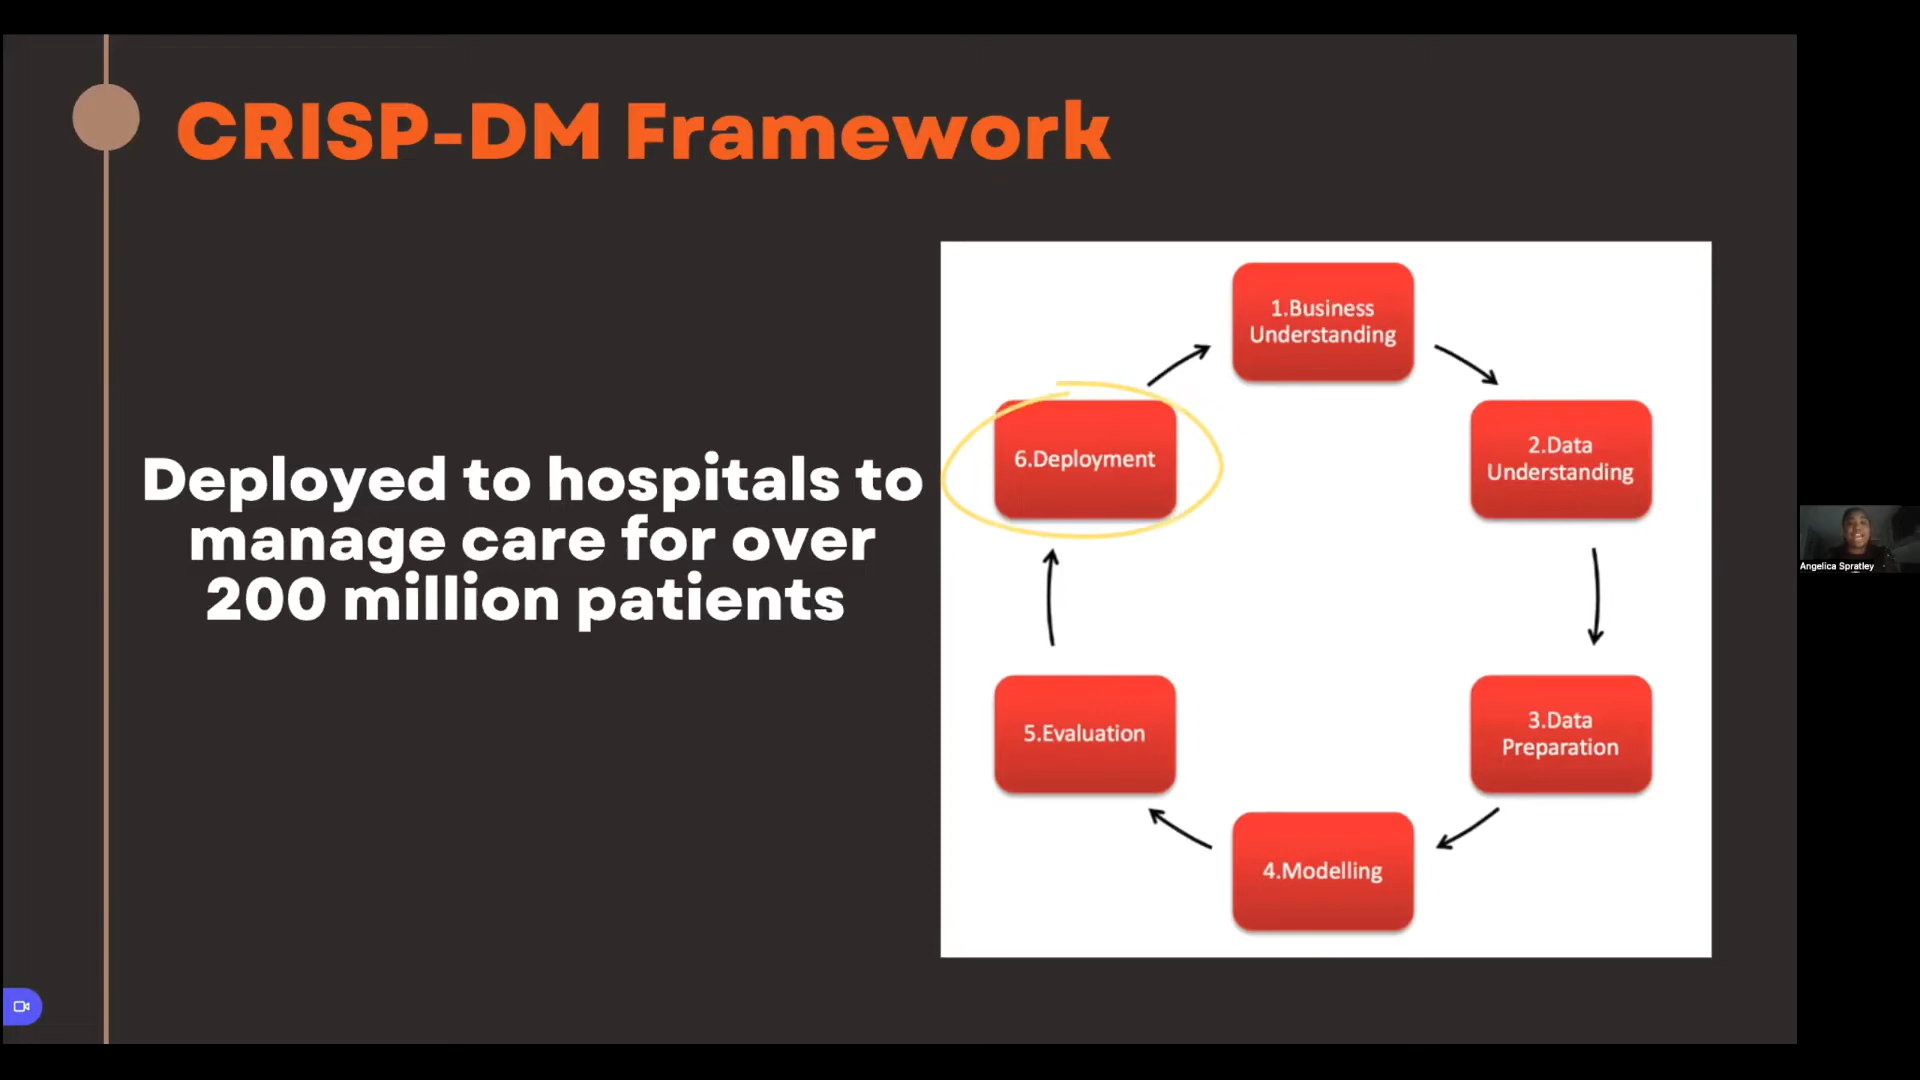 CRISP-DM Framework
Deployed to hospitals to
manage care for over
200 million patients
1.Business
Understanding
2.Data
Understanding
3.Data
Preparation
4.Modelling
5.Evaluation
6.Deployment
Angelica Spratley